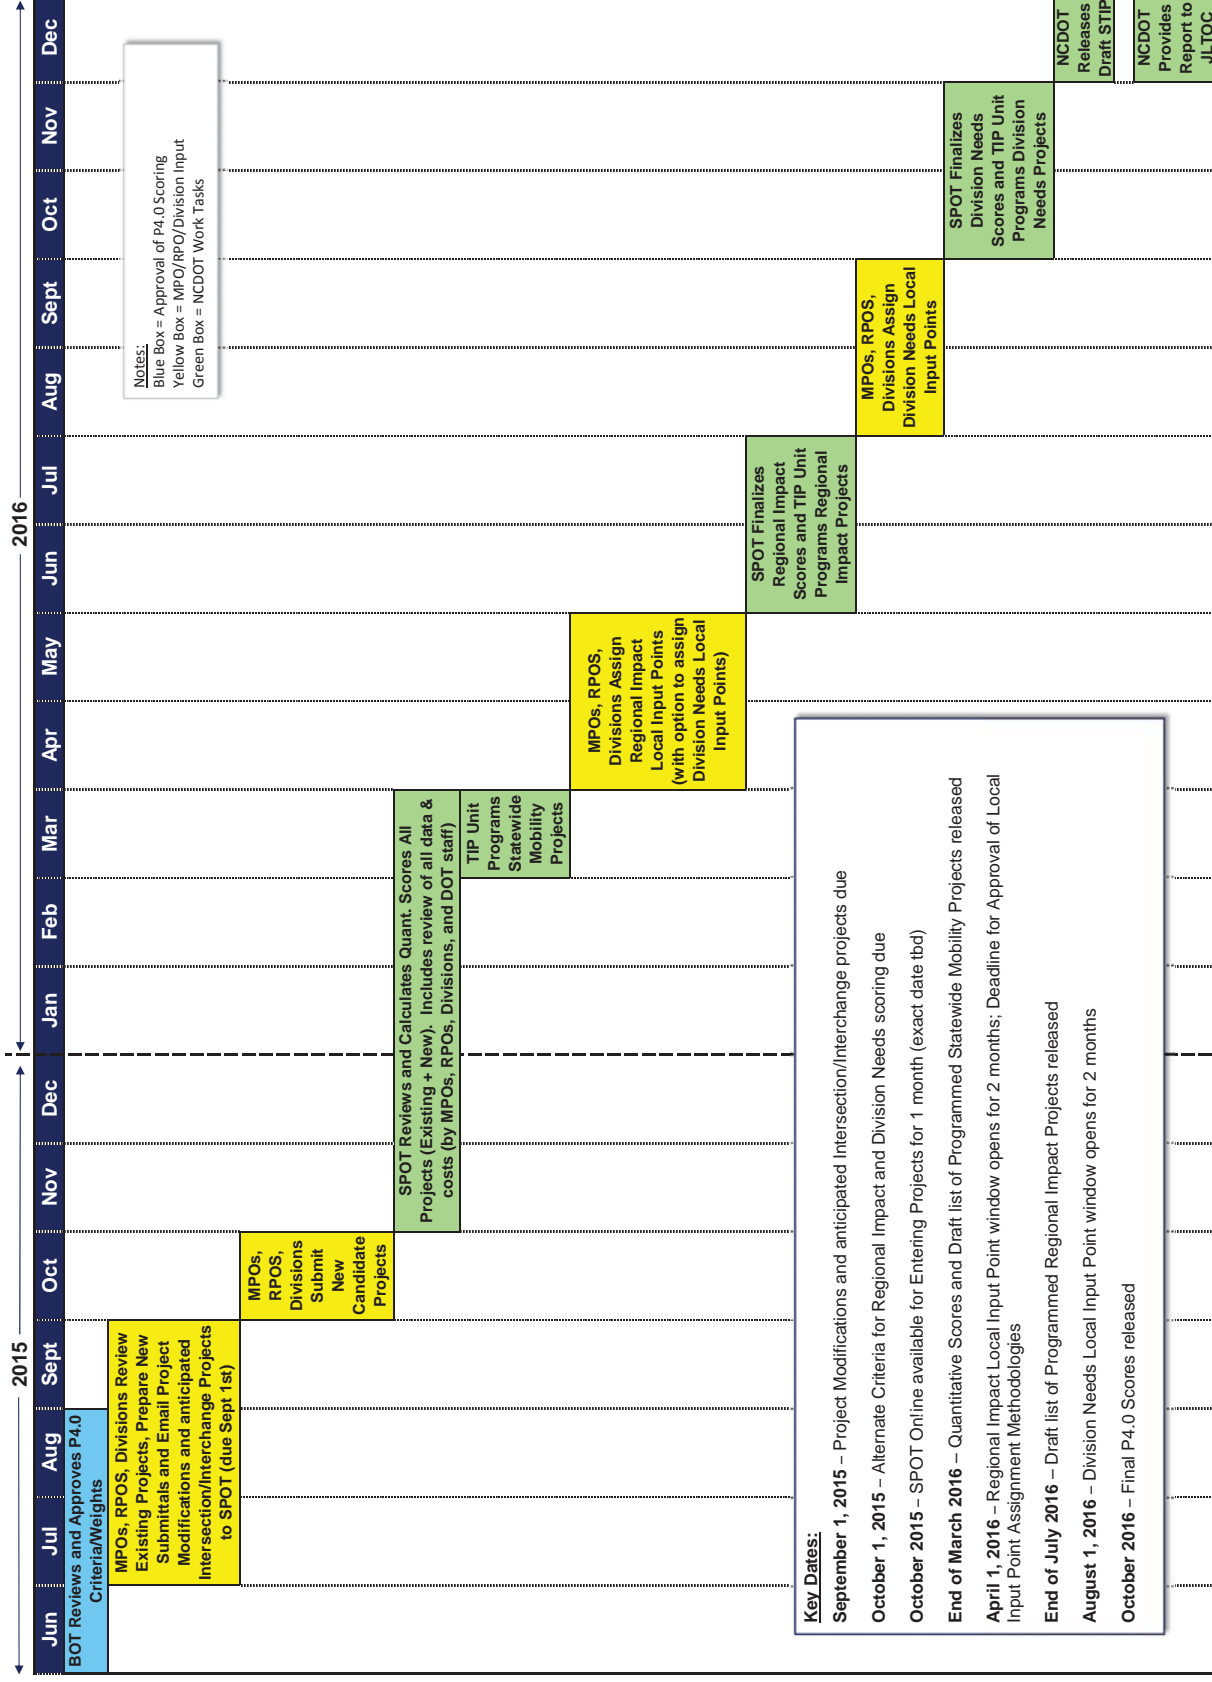 2015
2016
Jun
Jul
Aug
Sept
Oct
Nov
Dec
Jan
Feb
Mar
Apr
May
Jun
Jul
Aug
Sept
Oct
Nov
Dec
BOT Reviews and Approves P4.0
Criteria/Weights
MPOs, RPOS, Divisions Review
Existing Projects, Prepare New
Submittals and Email Project
Modifications and anticipated
Intersection/Interchange Projects
to SPOT (due Sept 1st)
MPOs,
RPOS,
Divisions
Submit
New
Candidate
Projects
SPOT Reviews and Calculates Quant. Scores All
Projects (Existing + New). Includes review of all data &
costs (by MPOs, RPOs, Divisions, and DOT staff)
TIP Unit
Programs
Statewide
Mobility
Projects
MPOs, RPOS,
Divisions Assign
Regional Impact
Local Input Points
(with option to assign
Division Needs Local
Input Points)
SPOT Finalizes
Regional Impact
Scores and TIP Unit
Programs Regional
Impact Projects
MPOs, RPOS,
Divisions Assign
Division Needs Local
Input Points
SPOT Finalizes
Division Needs
Scores and TIP Unit
Programs Division
Needs Projects
NCDOT
Releases
Draft STIP
NCDOT
Provides
Report to
JLTOC
Notes:
Blue Box = Approval of P4.0 Scoring
Yellow Box = MPO/RPO/Division Input
Green Box = NCDOT Work Tasks
Key Dates:
September 1, 2015 – Project Modifications and anticipated Intersection/Interchange projects due
October 1, 2015 – Alternate Criteria for Regional Impact and Division Needs scoring due
October 2015 – SPOT Online available for Entering Projects for 1 month (exact date tbd)
End of March 2016 – Quantitative Scores and Draft list of Programmed Statewide Mobility Projects released
April 1, 2016 – Regional Impact Local Input Point window opens for 2 months; Deadline for Approval of Local
Input Point Assignment Methodologies
End of July 2016 – Draft list of Programmed Regional Impact Projects released
August 1, 2016 – Division Needs Local Input Point window opens for 2 months
October 2016 – Final P4.0 Scores released